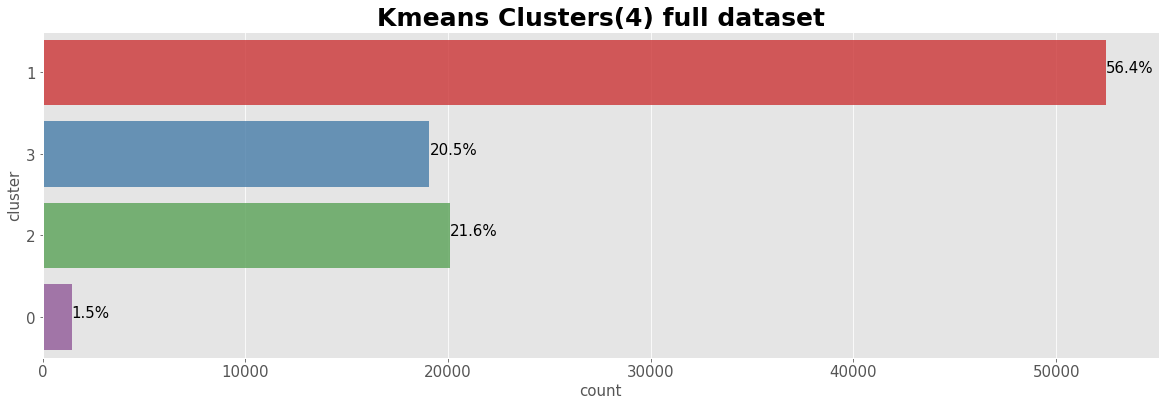 Kmeans Clusters(4) full dataset
1
56.4%
3
20.5%
cluster
2
21.6%
0
1.5%
0 10000 20000 30000 40000 50000
count